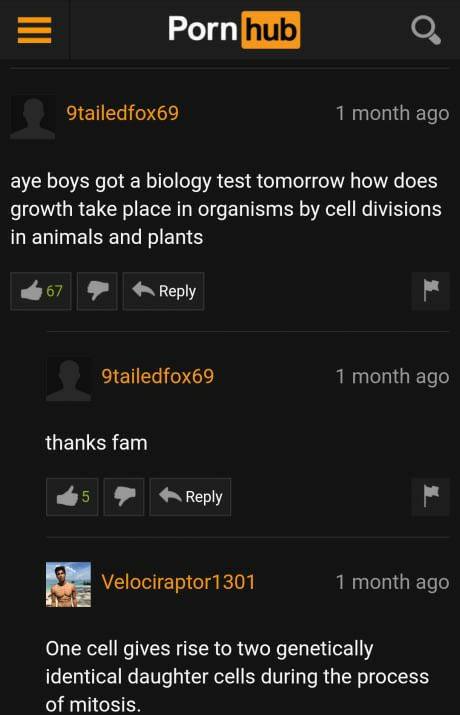 Porn hub
9tailedfox69 1 month ago
aye boys got a biology test tomorrow how does
growth take place in organisms by cell divisions
in animals and plants
67 Reply
9tailedfox69 1 month ago
thanks fam
5 Reply
Velociraptor1301 1 month ago
One cell gives rise to two genetically
identical daughter cells during the process
of mitosis.